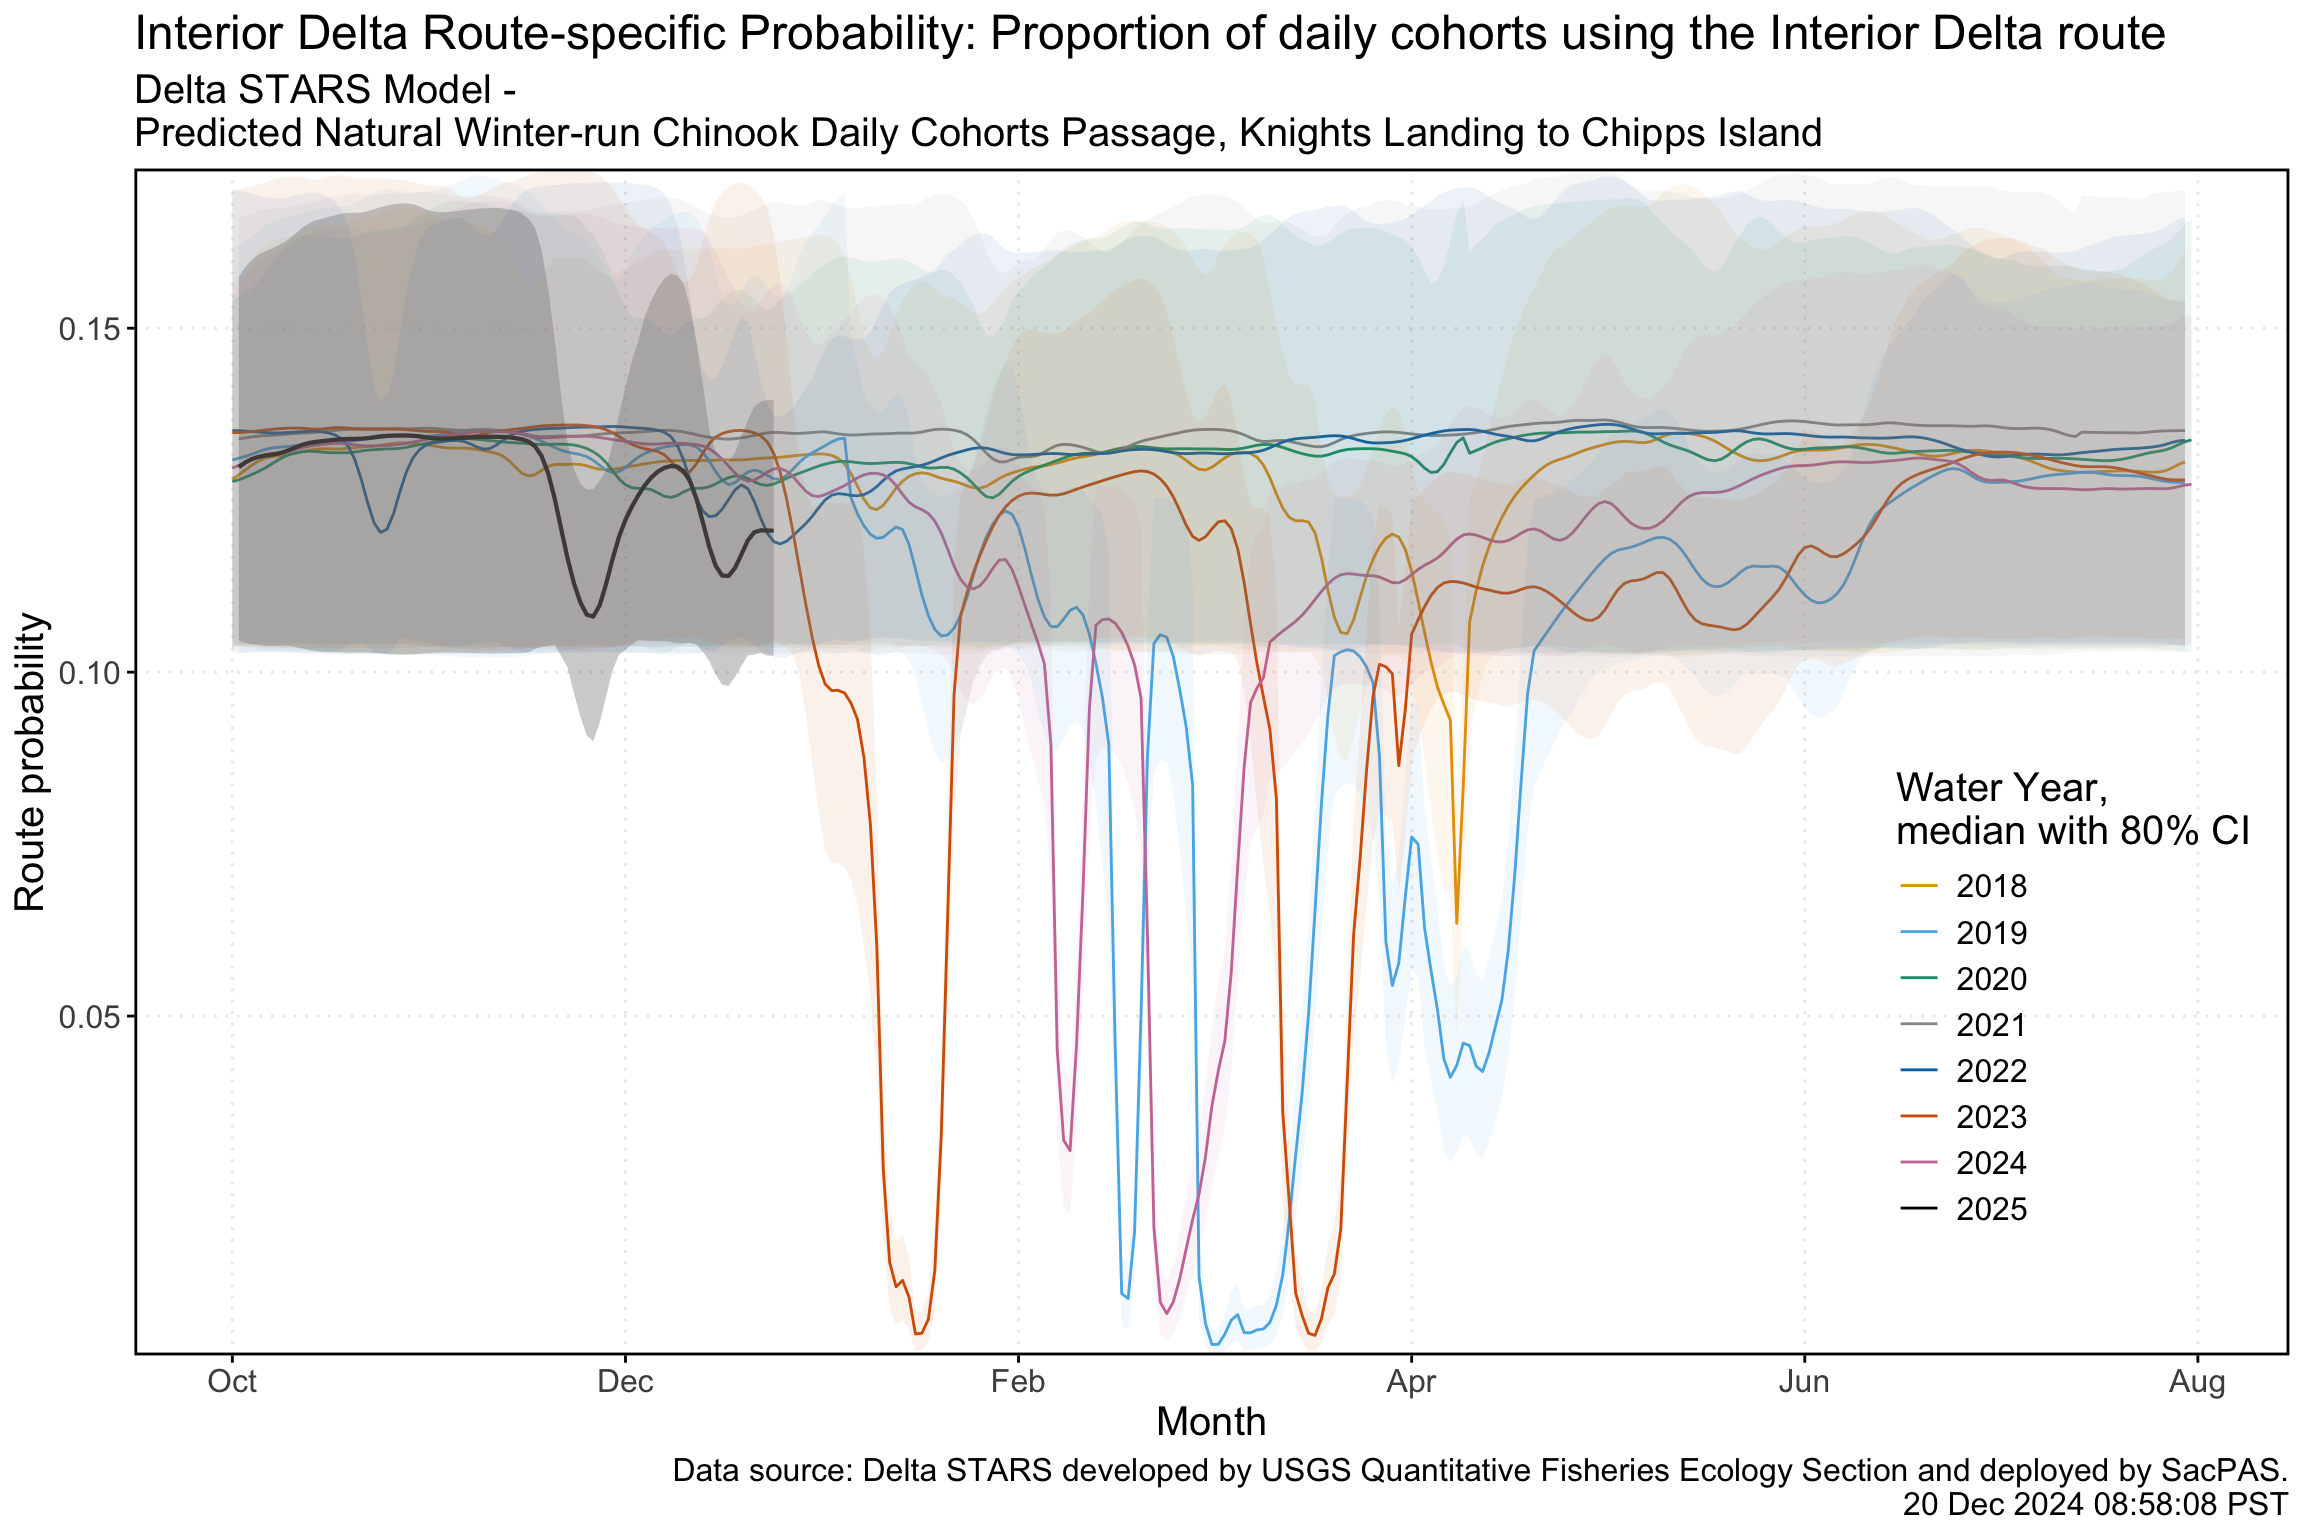 Interior Delta Route-specific Probability: Proportion of daily cohorts using the Interior Delta route
Delta STARS Model -
Predicted Natural Winter-run Chinook Daily Cohorts Passage, Knights Landing to Chipps Island
Route probability
0.15
0.10
0.05
Water Year,
median with 80% CI
2018
2019
2020
2021
2022
2023
2024
2025
Oct
Dec
Feb
Apr
Jun
Aug
Month
Data source: Delta STARS developed by USGS Quantitative Fisheries Ecology Section and deployed by SacPAS.
20 Dec 2024 08:58:08 PST